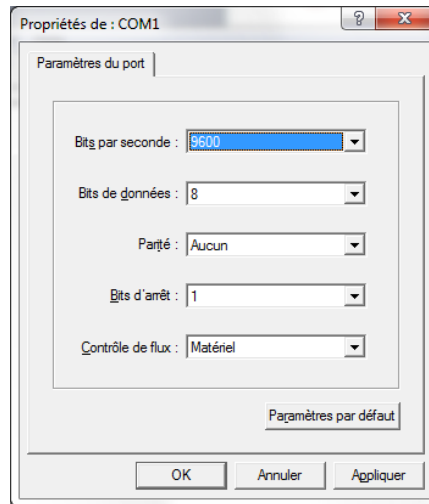 Propriétés de : COM1
Paramètres du port
Bits par seconde : 9600
Bits de données : 8
Parité : Aucun
Bits d'arrêt : 1
Contrôle de flux : Matériel
Paramètres par défaut
OK Annuler Appliquer